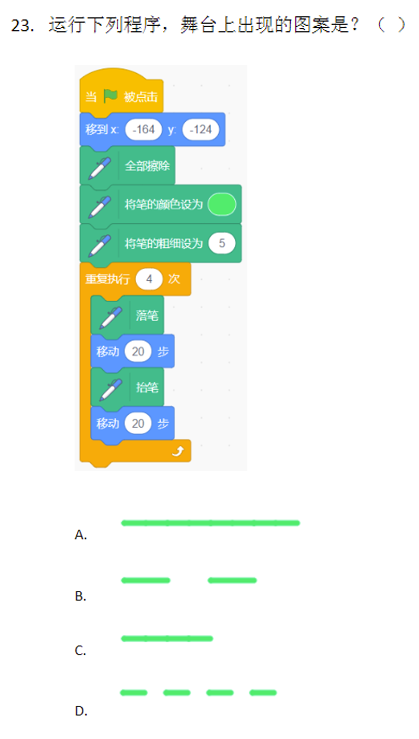 23. 运行下列程序，舞台上出现的图案是？（ ）
当 被点击
移到 x: -164 y: -124
全部擦除
将笔的颜色设为
将笔的粗细设为 5
重复执行 4 次
落笔
移动 20 步
抬笔
移动 20 步
A.
B.
C.
D.